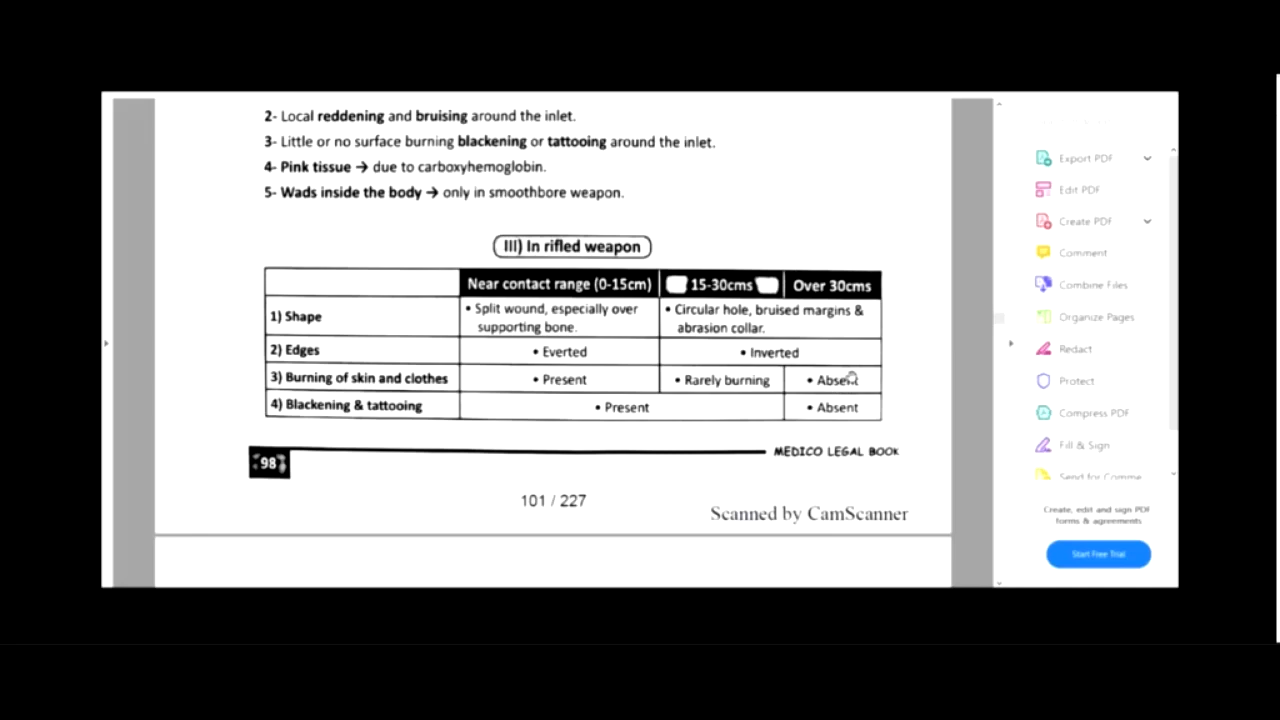 2- Local reddening and bruising around the inlet.
3- Little or no surface burning blackening or tattooing around the inlet.
4- Pink tissue → due to carboxyhemoglobin.
5- Wads inside the body → only in smoothbore weapon.
III) In rifled weapon
Near contact range (0-15cm) 15-30cms Over 30cms
1) Shape • Split wound, especially over supporting bone. • Circular hole, bruised margins & abrasion collar.
2) Edges • Everted • Inverted
3) Burning of skin and clothes • Present • Rarely burning • Absent
4) Blackening & tattooing • Present • Absent
98 MEDICO LEGAL BOOK
101 / 227
Scanned by CamScanner
Export PDF
Edit PDF
Create PDF
Comment
Combine Files
Organize Pages
Redact
Protect
Compress PDF
Fill & Sign
Send for Comme
Create, edit and sign PDF
forms & agreements
Start Free Trial